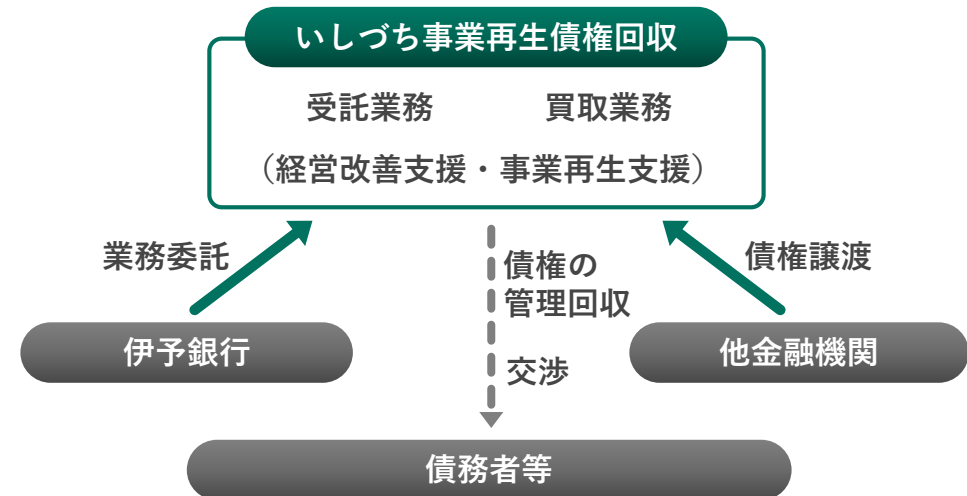 いしづち事業再生債権回収
受託業務
買取業務
（経営改善支援・事業再生支援）
業務委託
債権の
管理回収
債権譲渡
伊予銀行
他金融機関
交渉
債務者等